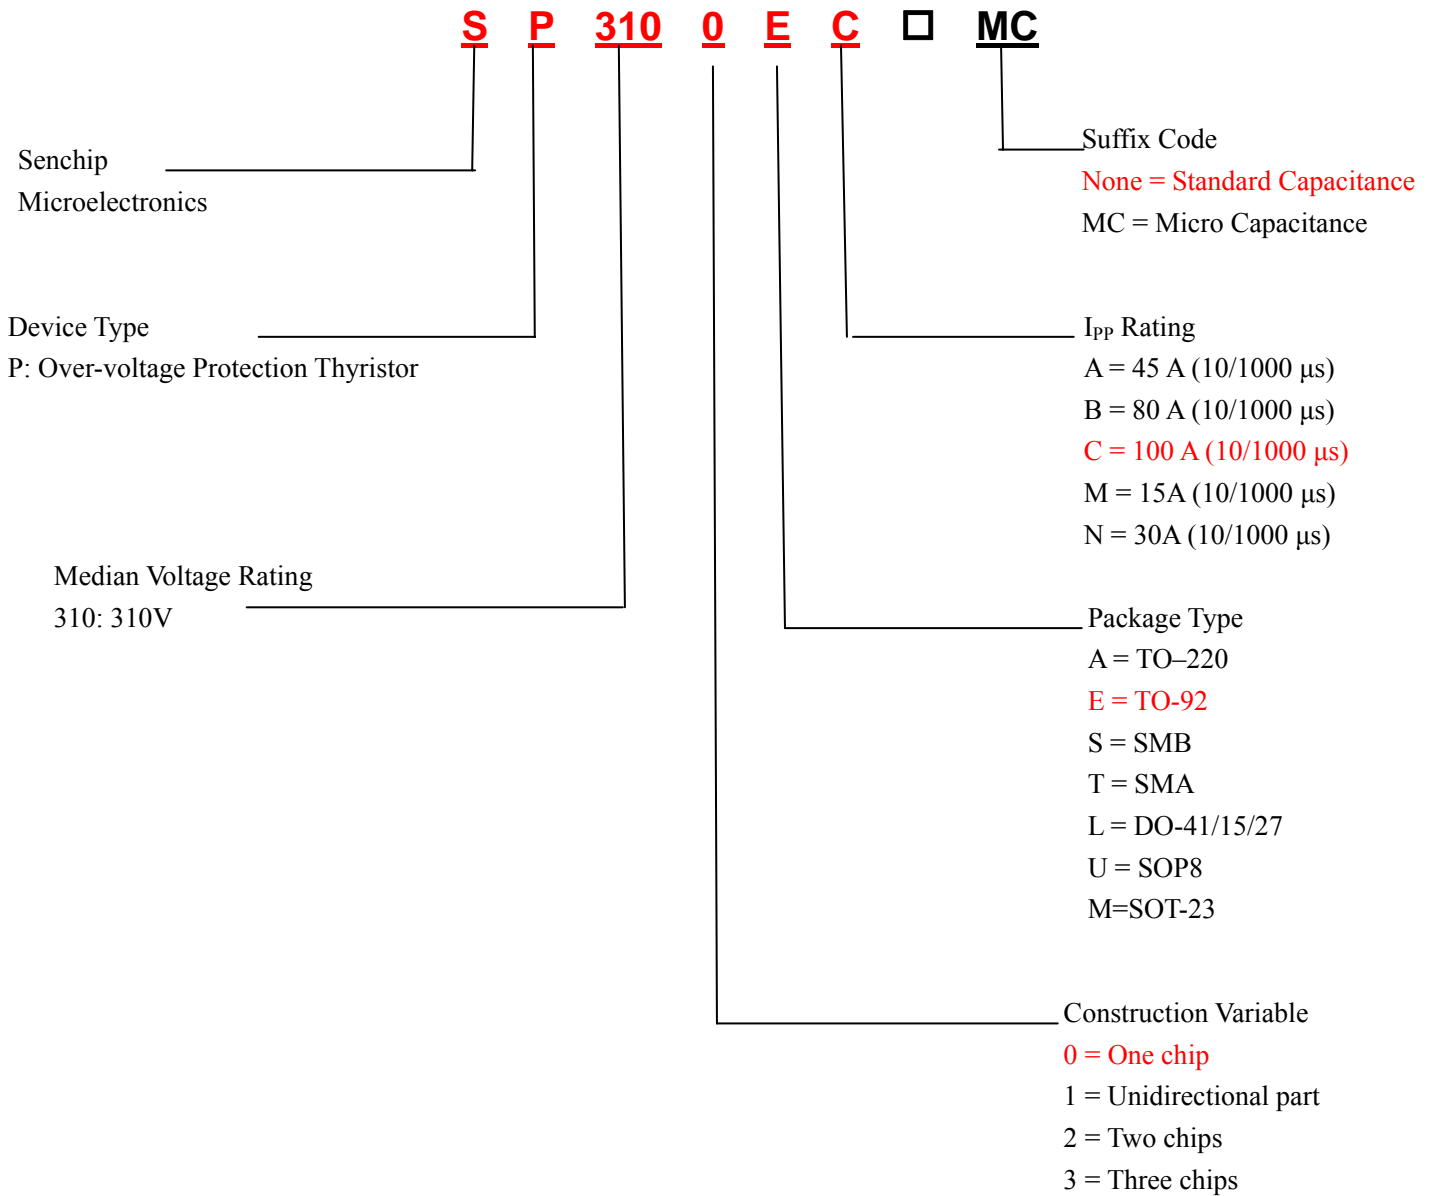 S P 310 0 E C □ MC
Senchip
Microelectronics
Device Type
P: Over-voltage Protection Thyristor
Median Voltage Rating
310: 310V
Suffix Code
None = Standard Capacitance
MC = Micro Capacitance
IPP Rating
A = 45 A (10/1000 μs)
B = 80 A (10/1000 μs)
C = 100 A (10/1000 μs)
M = 15A (10/1000 μs)
N = 30A (10/1000 μs)
Package Type
A = TO–220
E = TO-92
S = SMB
T = SMA
L = DO-41/15/27
U = SOP8
M=SOT-23
Construction Variable
0 = One chip
1 = Unidirectional part
2 = Two chips
3 = Three chips